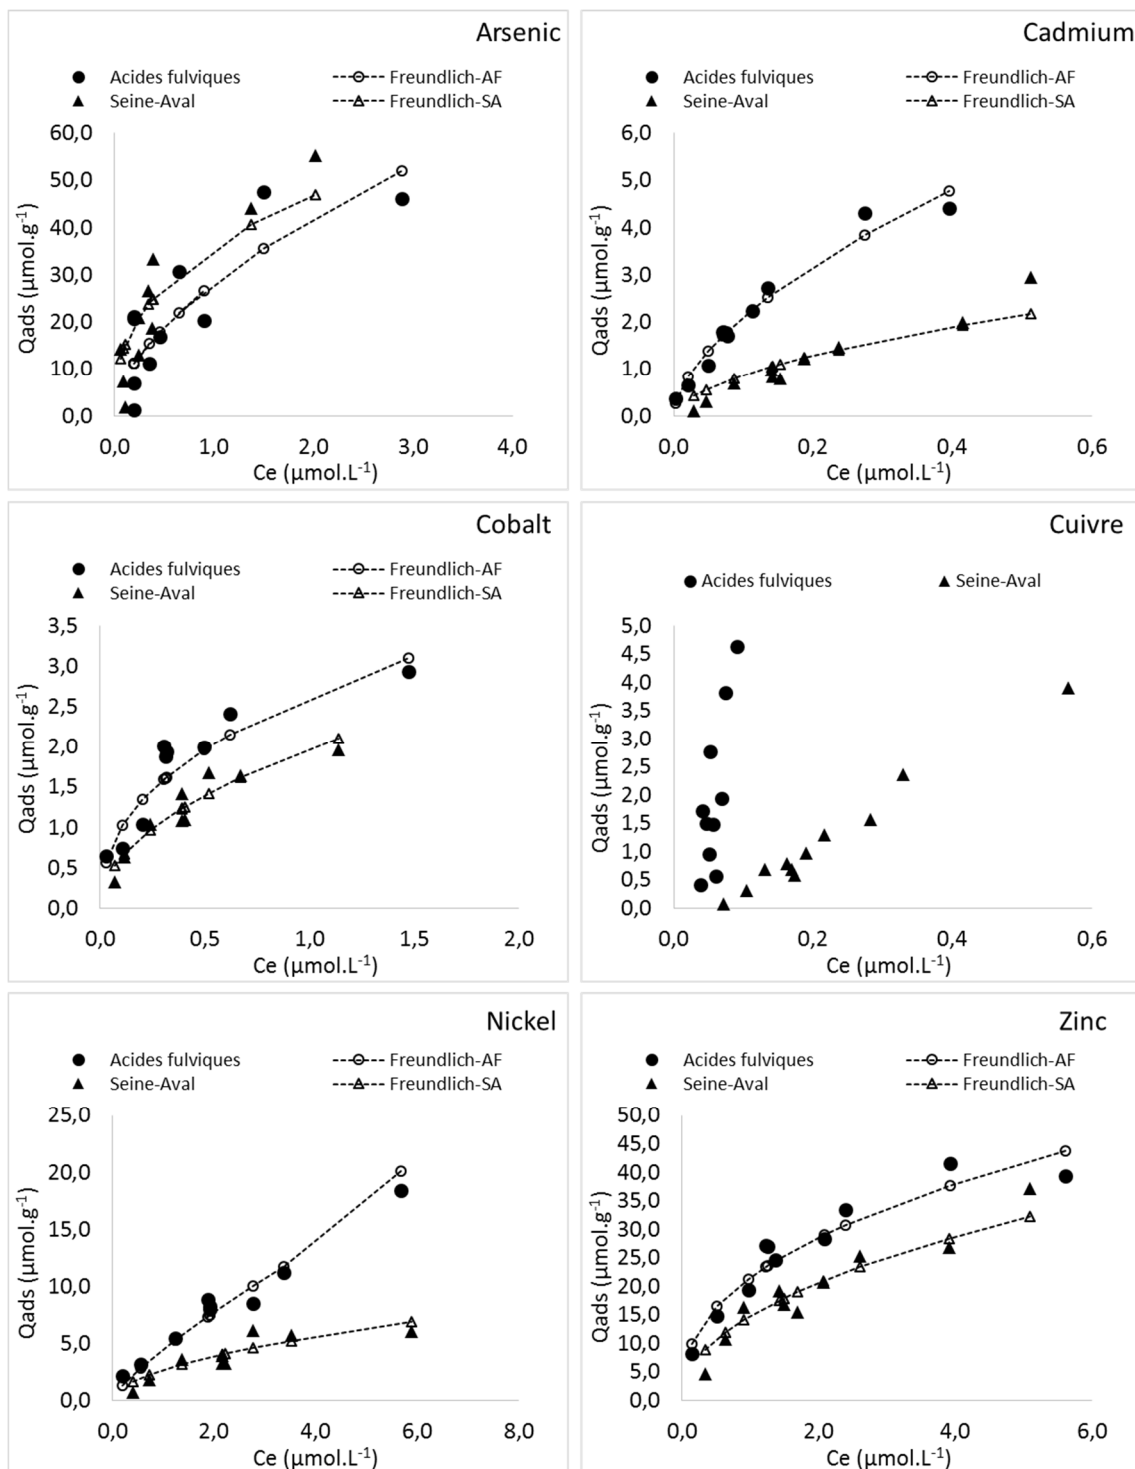 Arsenic
Acides fulviques Freundlich-AF
Seine-Aval Freundlich-SA
60,0
50,0
40,0
30,0
20,0
10,0
0,0
Qads (µmol.g⁻¹)
0,0 1,0 2,0 3,0 4,0
Ce (µmol.L⁻¹)
Cadmium
Acides fulviques Freundlich-AF
Seine-Aval Freundlich-SA
6,0
5,0
4,0
3,0
2,0
1,0
0,0
Qads (µmol.g⁻¹)
0,0 0,2 0,4 0,6
Ce (µmol.L⁻¹)
Cobalt
Acides fulviques Freundlich-AF
Seine-Aval Freundlich-SA
3,5
3,0
2,5
2,0
1,5
1,0
0,5
0,0
Qads (µmol.g⁻¹)
0,0 0,5 1,0 1,5 2,0
Ce (µmol.L⁻¹)
Cuivre
Acides fulviques Seine-Aval
5,0
4,5
4,0
3,5
3,0
2,5
2,0
1,5
1,0
0,5
0,0
Qads (µmol.g⁻¹)
0,0 0,2 0,4 0,6
Ce (µmol.L⁻¹)
Nickel
Acides fulviques Freundlich-AF
Seine-Aval Freundlich-SA
25,0
20,0
15,0
10,0
5,0
0,0
Qads (µmol.g⁻¹)
0,0 2,0 4,0 6,0 8,0
Ce (µmol.L⁻¹)
Zinc
Acides fulviques Freundlich-AF
Seine-Aval Freundlich-SA
50,0
45,0
40,0
35,0
30,0
25,0
20,0
15,0
10,0
5,0
0,0
Qads (µmol.g⁻¹)
0,0 2,0 4,0 6,0
Ce (µmol.L⁻¹)